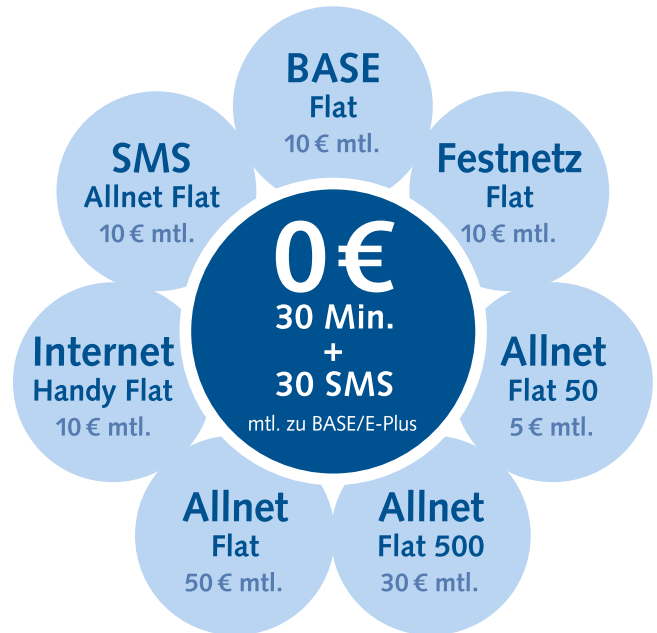 BASE
Flat
10 € mtl.
SMS
Allnet Flat
10 € mtl.
Festnetz
Flat
10 € mtl.
0 €
30 Min.
+
30 SMS
mtl. zu BASE/E-Plus
Internet
Handy Flat
10 € mtl.
Allnet
Flat 50
5 € mtl.
Allnet
Flat
50 € mtl.
Allnet
Flat 500
30 € mtl.